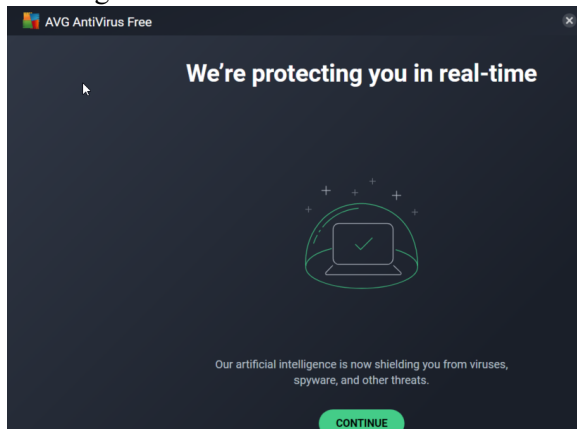 AVG AntiVirus Free
We're protecting you in real-time
Our artificial intelligence is now shielding you from viruses,
spyware, and other threats.
CONTINUE